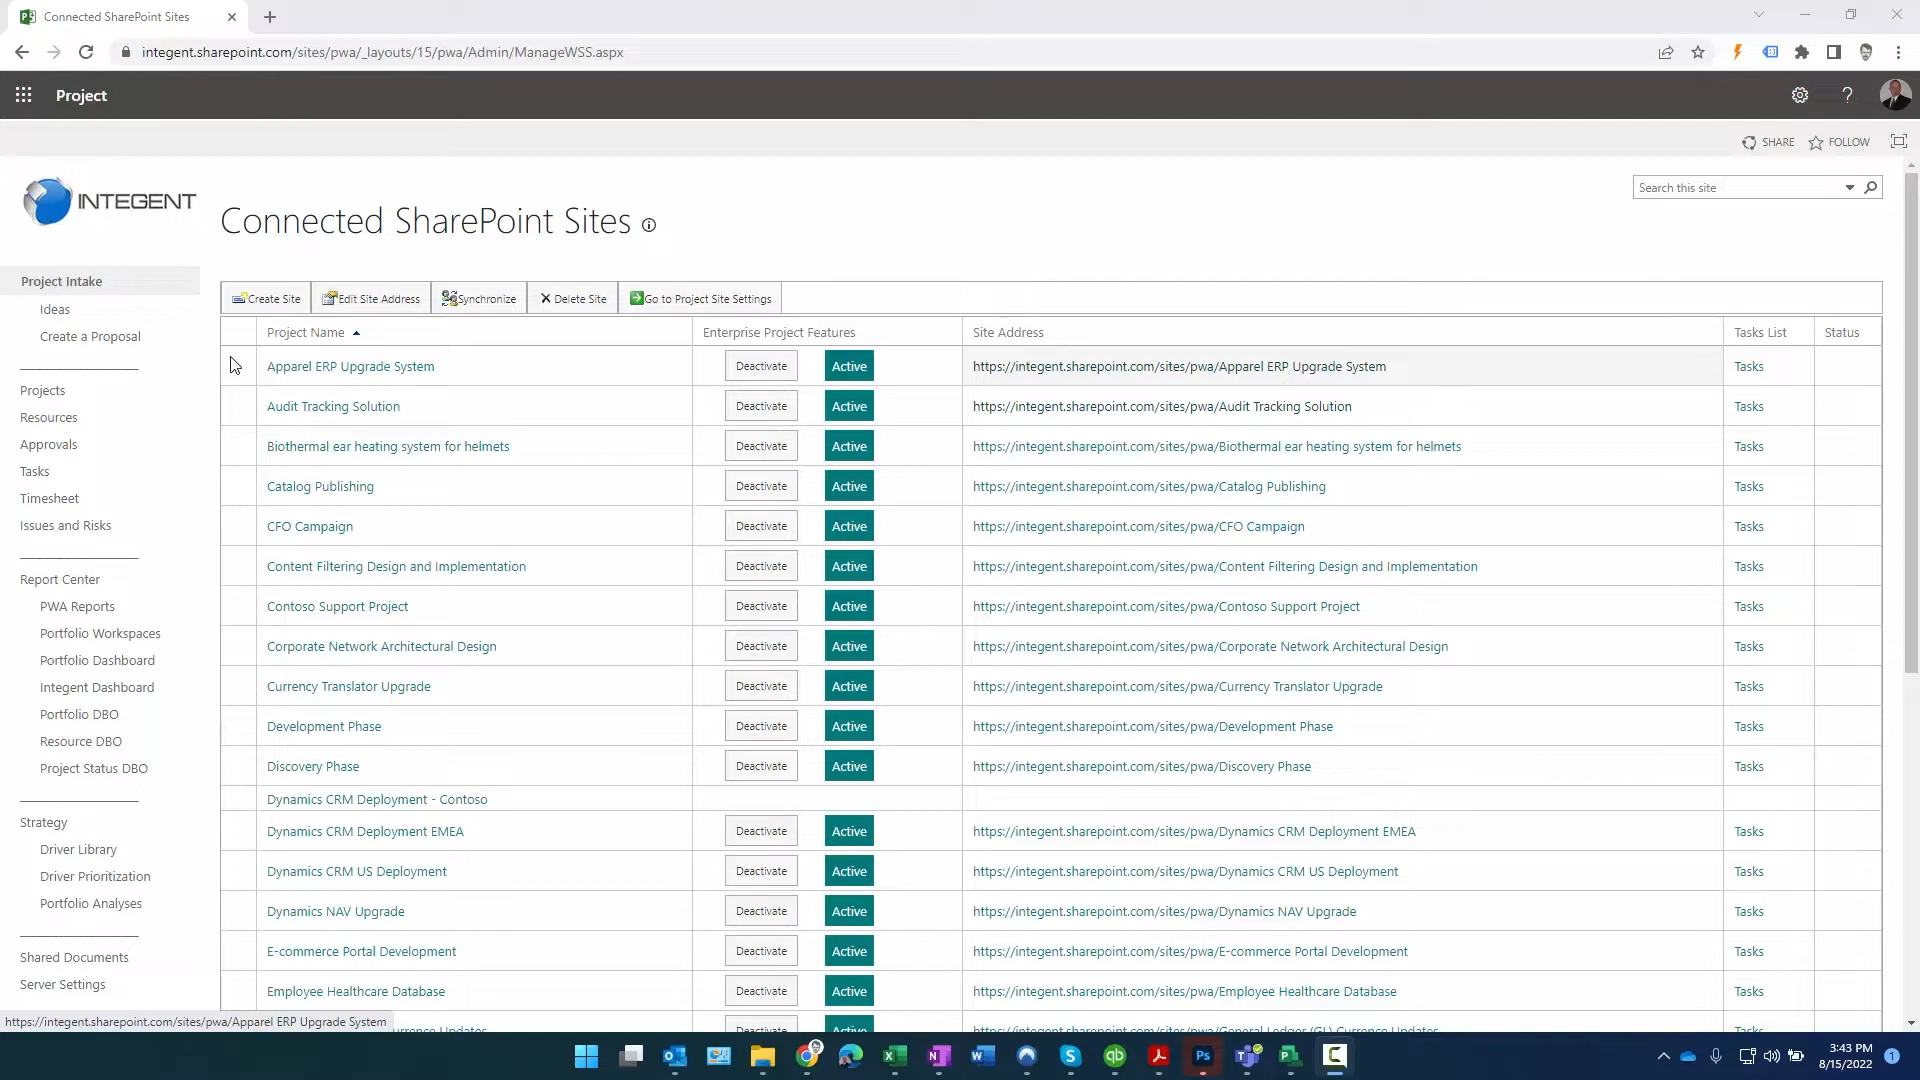 Connected SharePoint Sites
integent.sharepoint.com/sites/pwa/_layouts/15/pwa/Admin/ManageWSS.aspx
Project
?
SHARE FOLLOW
INTEGENT
Search this site
Connected SharePoint Sites
Project Intake
Ideas
Create a Proposal
Projects
Resources
Approvals
Tasks
Timesheet
Issues and Risks
Report Center
PWA Reports
Portfolio Workspaces
Portfolio Dashboard
Integent Dashboard
Portfolio DBO
Resource DBO
Project Status DBO
Strategy
Driver Library
Driver Prioritization
Portfolio Analyses
Shared Documents
Server Settings
Create Site Edit Site Address Synchronize Delete Site Go to Project Site Settings
Project Name Enterprise Project Features Site Address Tasks List Status
Apparel ERP Upgrade System Deactivate Active https://integent.sharepoint.com/sites/pwa/Apparel ERP Upgrade System Tasks
Audit Tracking Solution Deactivate Active https://integent.sharepoint.com/sites/pwa/Audit Tracking Solution Tasks
Biothermal ear heating system for helmets Deactivate Active https://integent.sharepoint.com/sites/pwa/Biothermal ear heating system for helmets Tasks
Catalog Publishing Deactivate Active https://integent.sharepoint.com/sites/pwa/Catalog Publishing Tasks
CFO Campaign Deactivate Active https://integent.sharepoint.com/sites/pwa/CFO Campaign Tasks
Content Filtering Design and Implementation Deactivate Active https://integent.sharepoint.com/sites/pwa/Content Filtering Design and Implementation Tasks
Contoso Support Project Deactivate Active https://integent.sharepoint.com/sites/pwa/Contoso Support Project Tasks
Corporate Network Architectural Design Deactivate Active https://integent.sharepoint.com/sites/pwa/Corporate Network Architectural Design Tasks
Currency Translator Upgrade Deactivate Active https://integent.sharepoint.com/sites/pwa/Currency Translator Upgrade Tasks
Development Phase Deactivate Active https://integent.sharepoint.com/sites/pwa/Development Phase Tasks
Discovery Phase Deactivate Active https://integent.sharepoint.com/sites/pwa/Discovery Phase Tasks
Dynamics CRM Deployment - Contoso
Dynamics CRM Deployment EMEA Deactivate Active https://integent.sharepoint.com/sites/pwa/Dynamics CRM Deployment EMEA Tasks
Dynamics CRM US Deployment Deactivate Active https://integent.sharepoint.com/sites/pwa/Dynamics CRM US Deployment Tasks
Dynamics NAV Upgrade Deactivate Active https://integent.sharepoint.com/sites/pwa/Dynamics NAV Upgrade Tasks
E-commerce Portal Development Deactivate Active https://integent.sharepoint.com/sites/pwa/E-commerce Portal Development Tasks
Employee Healthcare Database Deactivate Active https://integent.sharepoint.com/sites/pwa/Employee Healthcare Database Tasks
Currence Updates Deactivate Active https://integent.sharepoint.com/sites/pwa/General Ledger (GL) Currence Updates Tasks
https://integent.sharepoint.com/sites/pwa/Apparel ERP Upgrade System
3:43 PM
8/15/2022
1